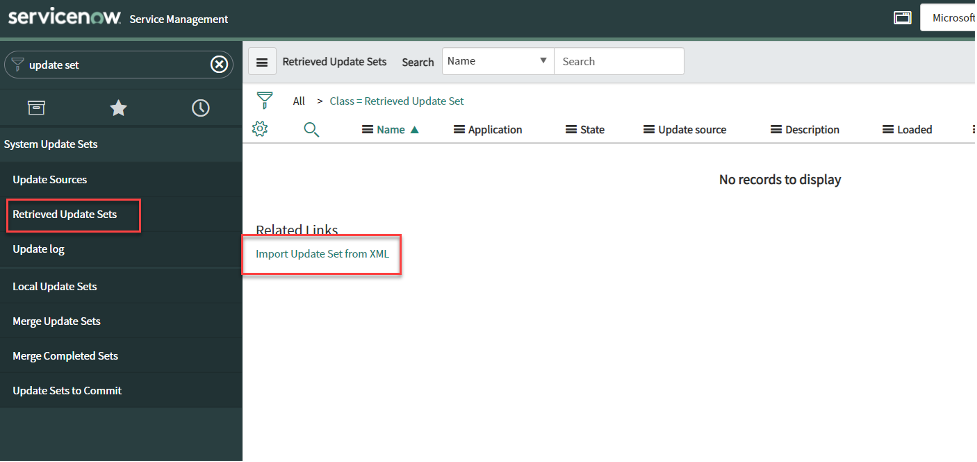 servicenow Service Management
Microsoft
update set
Retrieved Update Sets Search Name Search
All > Class = Retrieved Update Set
Name Application State Update source Description Loaded
System Update Sets
Update Sources
Retrieved Update Sets
Update log
Local Update Sets
Merge Update Sets
Merge Completed Sets
Update Sets to Commit
No records to display
Related Links
Import Update Set from XML